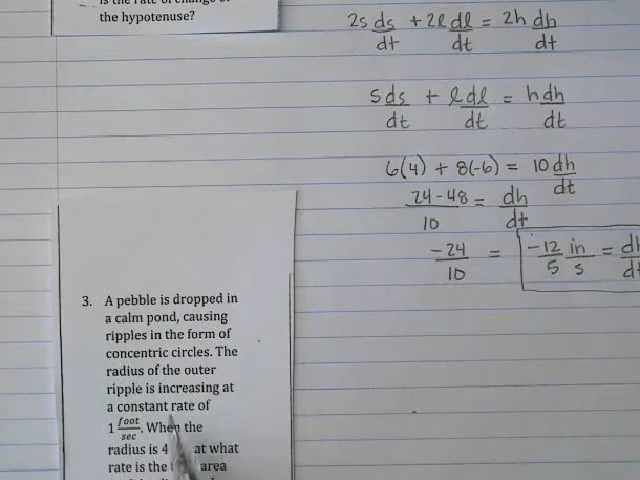 the hypotenuse?
2s ds/dt + 2l dl/dt = 2h dh/dt
s ds/dt + l dl/dt = h dh/dt
6(4) + 8(-6) = 10 dh/dt
24-48/10 = dh/dt
-24/10 = -12/5 in/s =
3. A pebble is dropped in
a calm pond, causing
ripples in the form of
concentric circles. The
radius of the outer
ripple is increasing at
a constant rate of
1 foot/sec. When the
radius is 4 at what
rate is the area